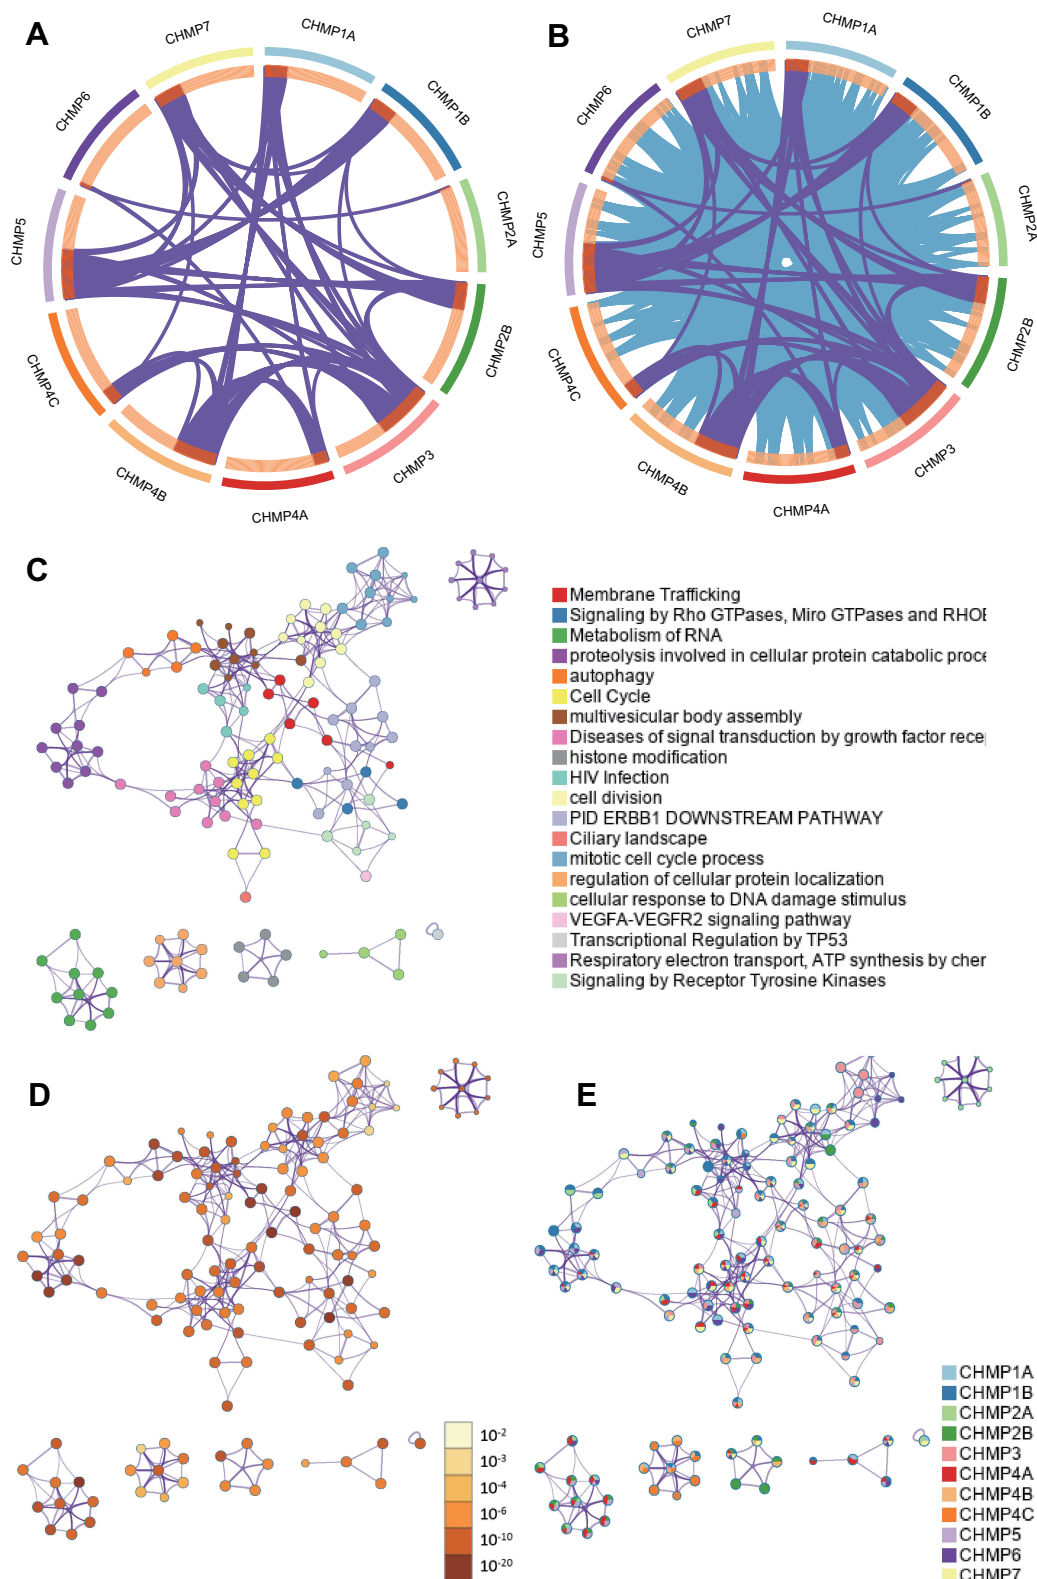 A
CHMP7
CHMP1A
CHMP6
CHMP1B
CHMP5
CHMP2A
CHMP4C
CHMP2B
CHMP4B
CHMP3
CHMP4A
B
CHMP7
CHMP1A
CHMP6
CHMP1B
CHMP5
CHMP2A
CHMP4C
CHMP2B
CHMP4B
CHMP3
CHMP4A
C
Membrane Trafficking
Signaling by Rho GTPases, Miro GTPases and RHOB
Metabolism of RNA
proteolysis involved in cellular protein catabolic proce
autophagy
Cell Cycle
multivesicular body assembly
Diseases of signal transduction by growth factor rece
histone modification
HIV Infection
cell division
PID ERBB1 DOWNSTREAM PATHWAY
Ciliary landscape
mitotic cell cycle process
regulation of cellular protein localization
cellular response to DNA damage stimulus
VEGFA-VEGFR2 signaling pathway
Transcriptional Regulation by TP53
Respiratory electron transport, ATP synthesis by cher
Signaling by Receptor Tyrosine Kinases
D
10-2
10-3
10-4
10-6
10-10
10-20
E
CHMP1A
CHMP1B
CHMP2A
CHMP2B
CHMP3
CHMP4A
CHMP4B
CHMP4C
CHMP5
CHMP6
CHMP7